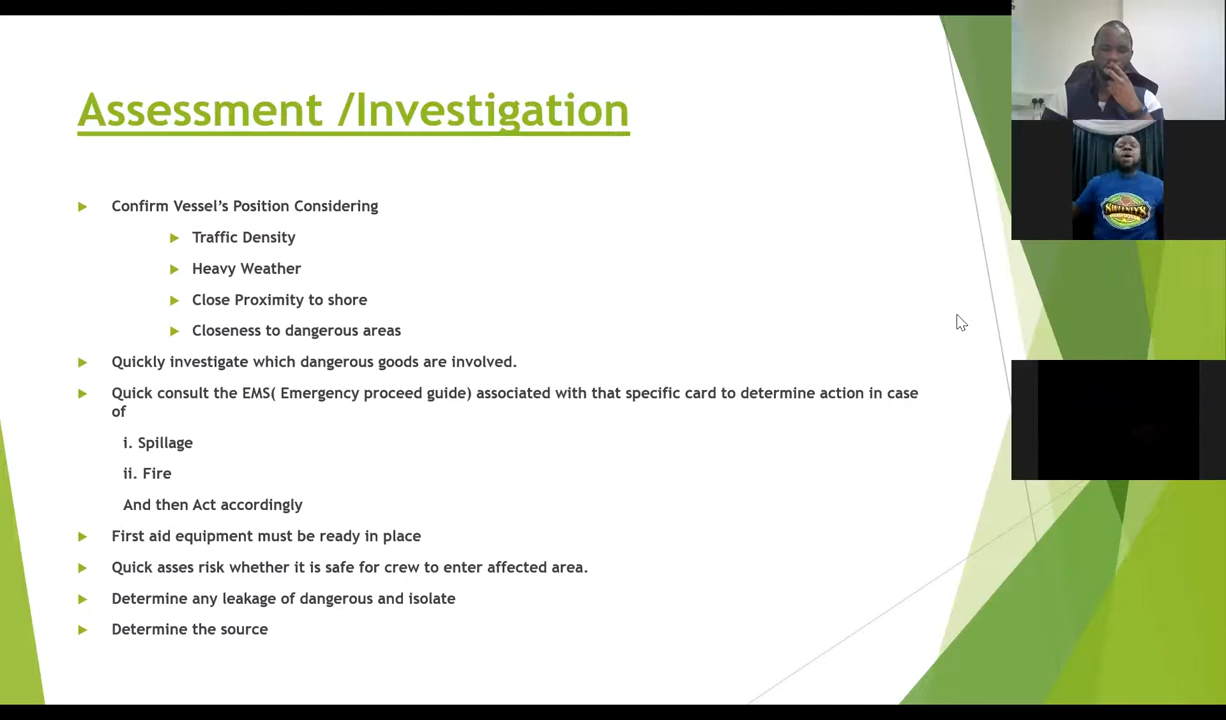 Assessment /Investigation
Confirm Vessel's Position Considering
Traffic Density
Heavy Weather
Close Proximity to shore
Closeness to dangerous areas
Quickly investigate which dangerous goods are involved.
Quick consult the EMS( Emergency proceed guide) associated with that specific card to determine action in case
of
i. Spillage
ii. Fire
And then Act accordingly
First aid equipment must be ready in place
Quick asses risk whether it is safe for crew to enter affected area.
Determine any leakage of dangerous and isolate
Determine the source